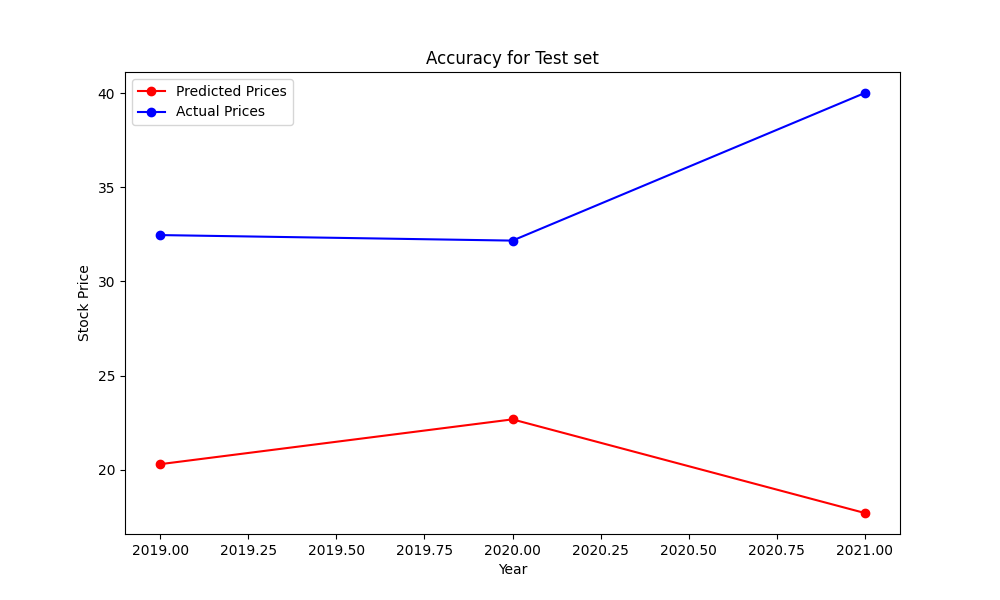 Accuracy for Test set
Predicted Prices
Actual Prices
40
35
30
25
20
Stock Price
2019.00 2019.25 2019.50 2019.75 2020.00 2020.25 2020.50 2020.75 2021.00
Year